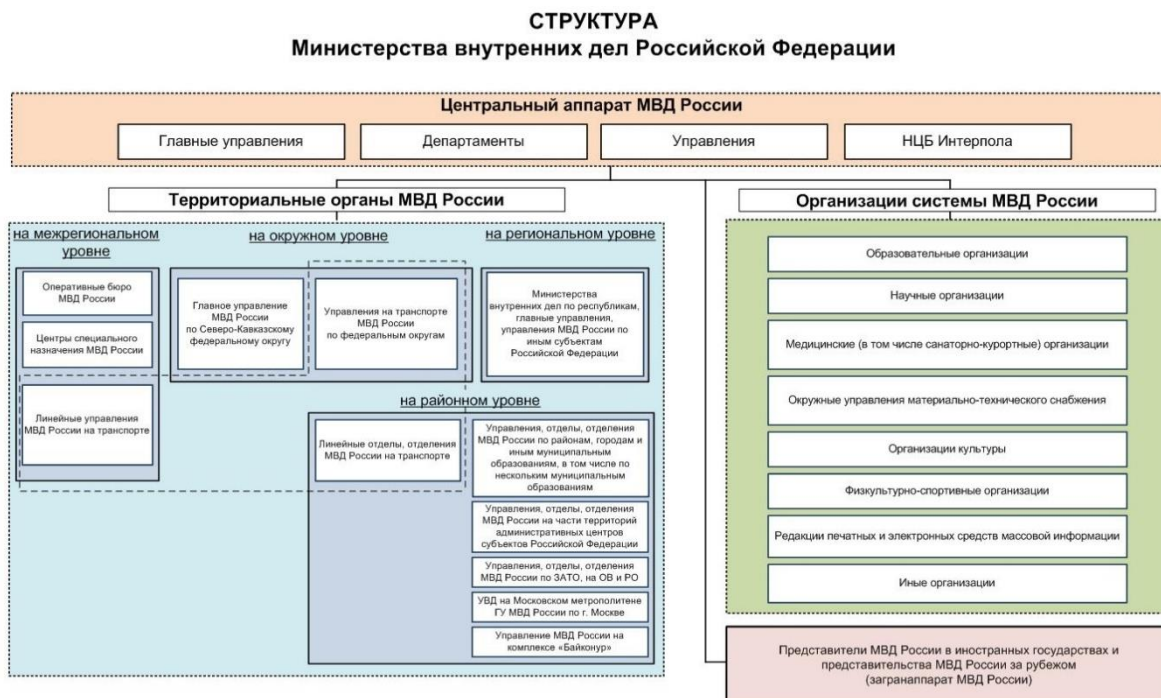 СТРУКТУРА
Министерства внутренних дел Российской Федерации
Центральный аппарат МВД России
Главные управления
Департаменты
Управления
НЦБ Интерпола
Территориальные органы МВД России
на межрегиональном
уровне
Оперативные бюро
МВД России
Центры специального
назначения МВД России
Линейные управления
МВД России на транспорте
на окружном уровне
Главное управление
МВД России
по Северо-Кавказскому
федеральному округу
Управления на транспорте
МВД России
по федеральным округам
на региональном уровне
Министерства
внутренних дел по республикам,
главные управления,
управления МВД России по
иным субъектам
Российской Федерации
на районном уровне
Линейные отделы, отделения
МВД России на транспорте
Управления, отделы, отделения
МВД России по районам, городам и
иным муниципальным
образованиям, в том числе по
нескольким муниципальным
образованиям
Управления, отделы, отделения
МВД России на части территорий
административных центров
субъектов Российской Федерации
Управления, отделы, отделения
МВД России по ЗАТО, на ОВ и РО
УВД на Московском метрополитене
ГУ МВД России по г. Москве
Управление МВД России на
комплексе «Байконур»
Организации системы МВД России
Образовательные организации
Научные организации
Медицинские (в том числе санаторно-курортные) организации
Окружные управления материально-технического снабжения
Организации культуры
Физкультурно-спортивные организации
Редакции печатных и электронных средств массовой информации
Иные организации
Представители МВД России в иностранных государствах и
представительства МВД России за рубежом
(загранаппарат МВД России)